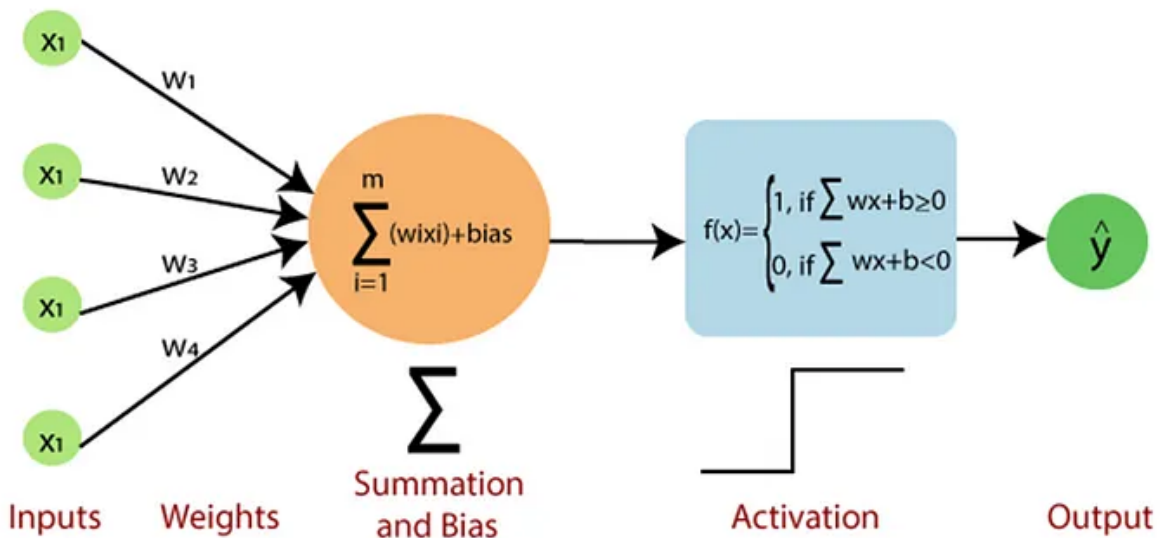 x1
x1
x1
x1
w1
w2
w3
w4
m
∑(wixi)+bias
i=1
f(x)={
1, if ∑ wx+b≥0
0, if ∑ wx+b<0
ŷ
∑
Inputs
Weights
Summation
and Bias
Activation
Output